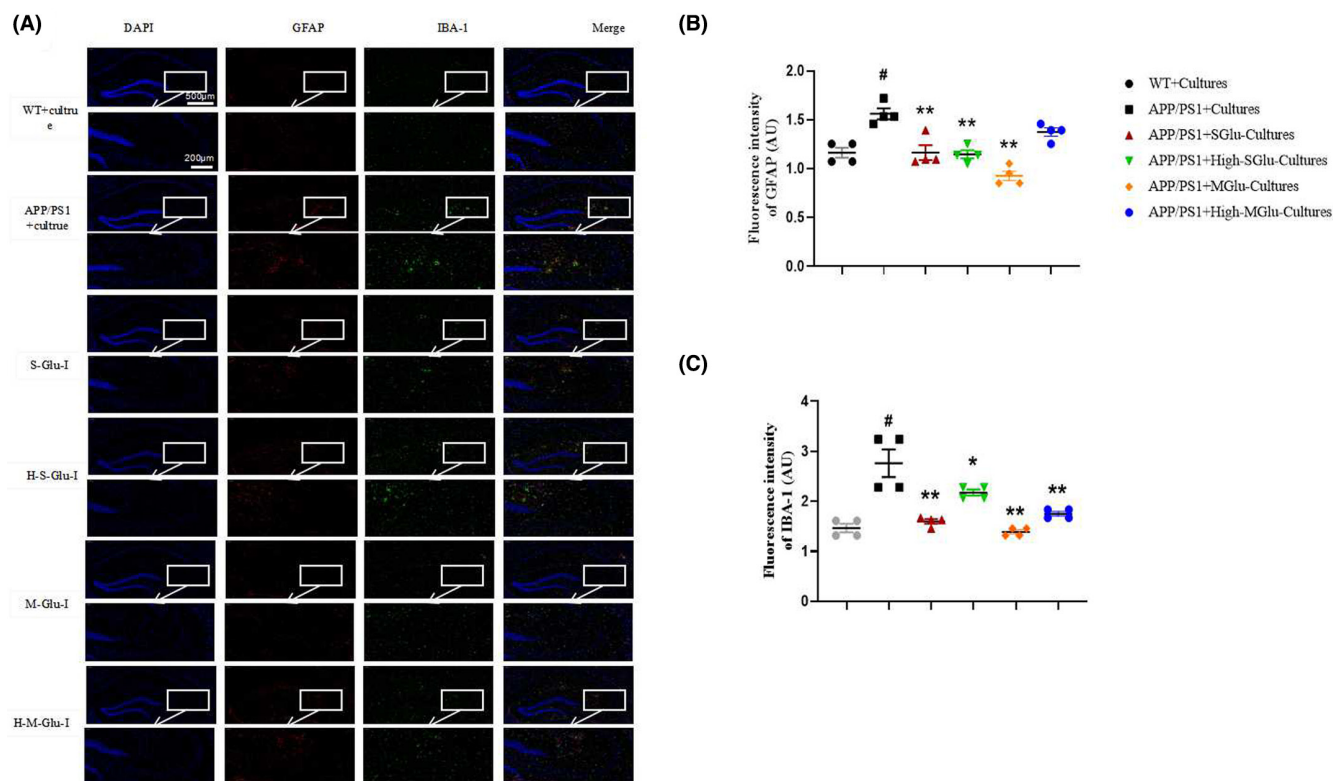 (A)
DAPI GFAP IBA-1 Merge
500μm
WT+cultru
e
200μm
APP/PS1
+cultrue
S-Glu-I
H-S-Glu-I
M-Glu-I
H-M-Glu-I
(B)
Fluorescence intensity
of GFAP (AU)
2.0
1.5
1.0
0.5
0.0
#
**
**
**
WT+Cultures
APP/PS1+Cultures
APP/PS1+SGlu-Cultures
APP/PS1+High-SGlu-Cultures
APP/PS1+MGlu-Cultures
APP/PS1+High-MGlu-Cultures
(C)
Fluorescence intensity
of IBA-1 (AU)
4
3
2
1
0
#
**
*
**
**